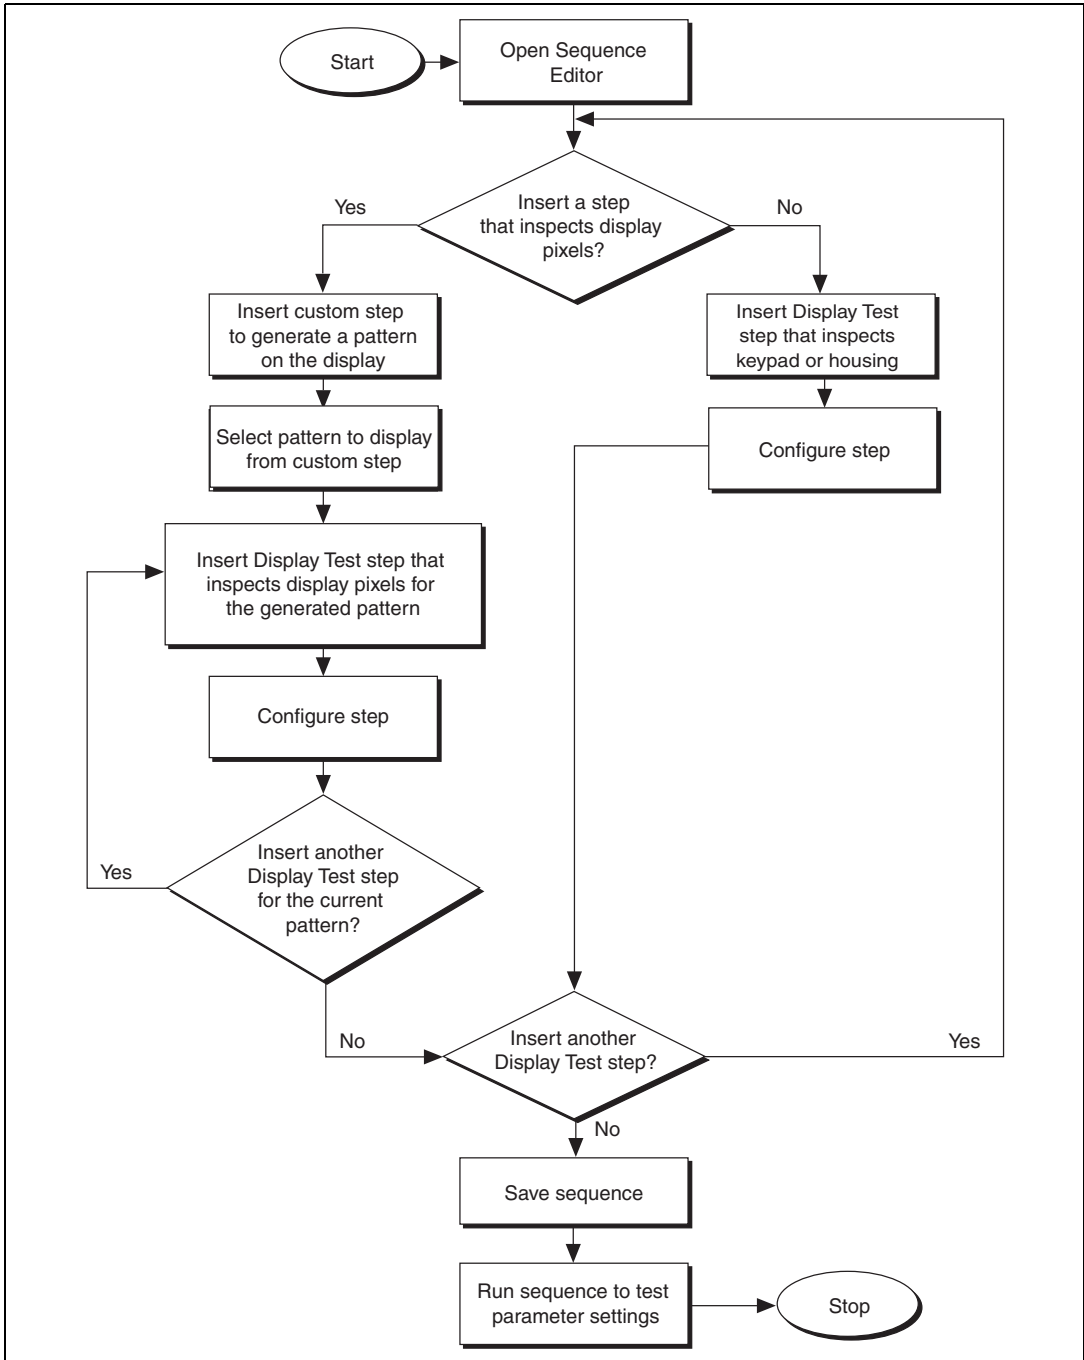 Start
Open Sequence
Editor
Insert a step
that inspects display
pixels?
Yes
No
Insert custom step
to generate a pattern
on the display
Insert Display Test
step that inspects
keypad or housing
Select pattern to display
from custom step
Configure step
Insert Display Test step that
inspects display pixels for
the generated pattern
Configure step
Insert another
Display Test step
for the current
pattern?
Yes
No
Insert another
Display Test step?
Yes
No
Save sequence
Run sequence to test
parameter settings
Stop